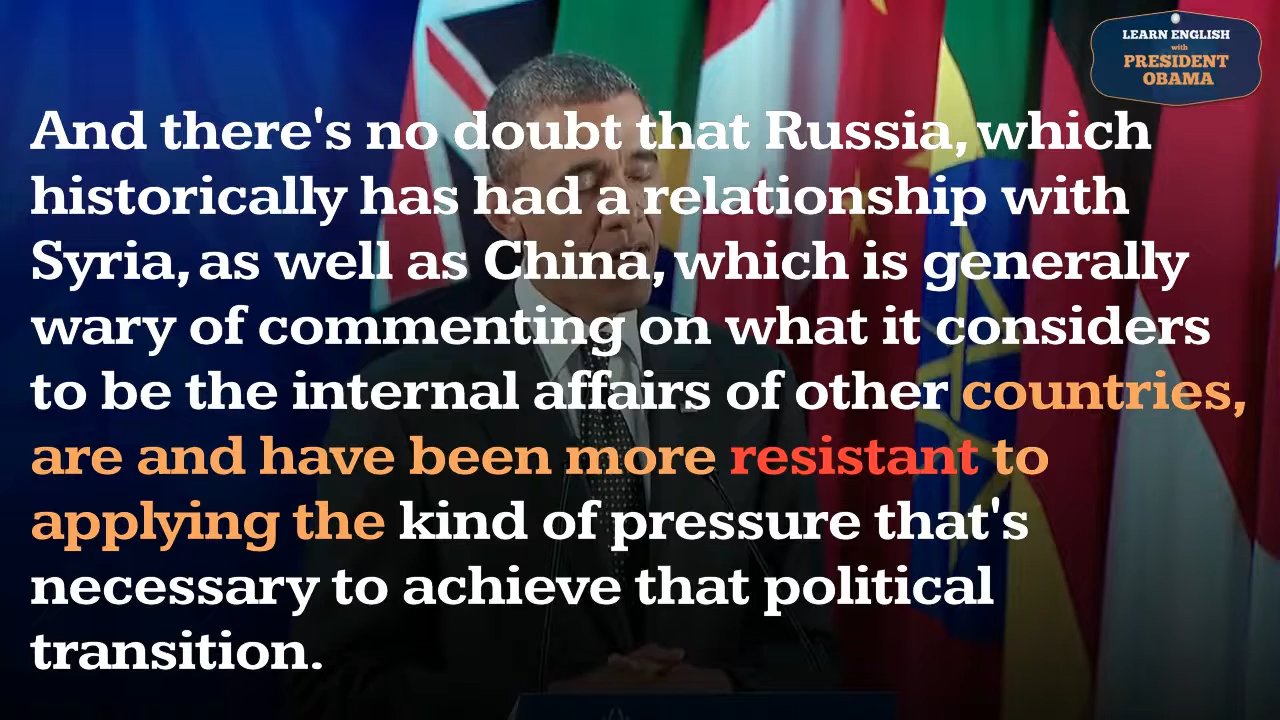 LEARN ENGLISH
with
PRESIDENT
OBAMA
And there's no doubt that Russia, which
historically has had a relationship with
Syria, as well as China, which is generally
wary of commenting on what it considers
to be the internal affairs of other countries,
are and have been more resistant to
applying the kind of pressure that's
necessary to achieve that political
transition.